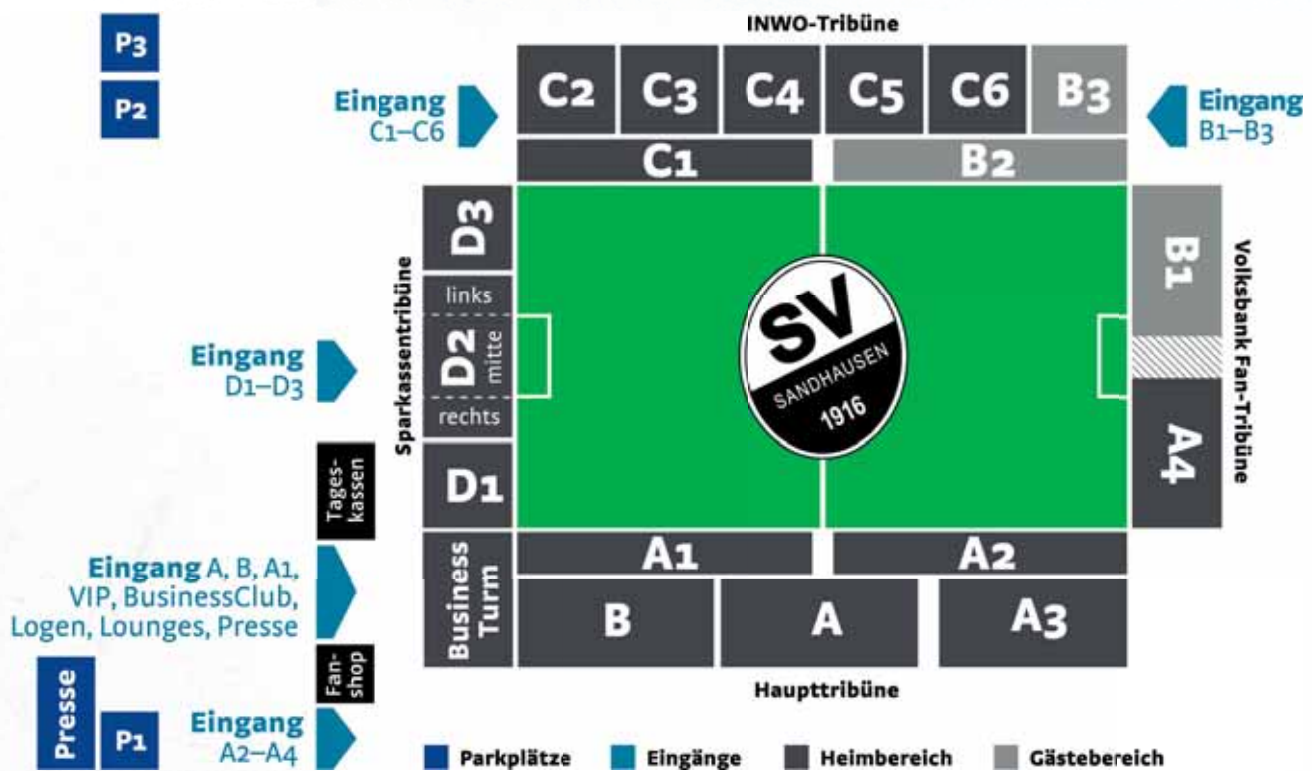 INWO-Tribüne
P3
P2
Eingang
C1–C6
C2
C3
C4
C5
C6
B3
Eingang
B1–B3
C1
B2
Sparkassentribüne
D3
links
D2
mitte
rechts
D1
Eingang
D1–D3
SV
SANDHAUSEN
1916
B1
A4
Volksbank Fan-Tribüne
Tages-
kassen
Eingang A, B, A1,
VIP, BusinessClub,
Logen, Lounges, Presse
Business
Turm
A1
A2
B
A
A3
Fan-
shop
Haupttribüne
Presse
P1
Eingang
A2–A4
Parkplätze
Eingänge
Heimbereich
Gästebereich